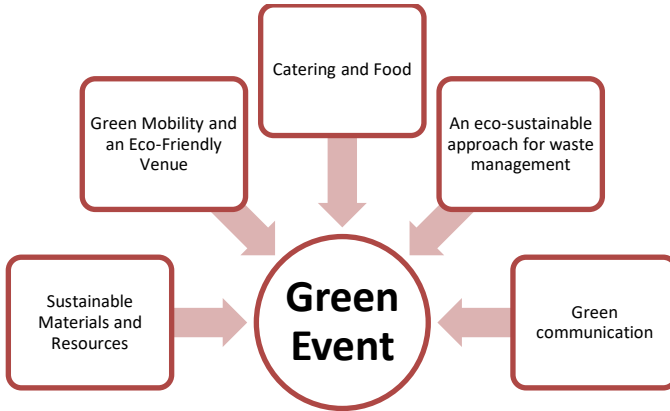 Catering and Food
Green Mobility and
an Eco-Friendly
Venue
An eco-sustainable
approach for waste
management
Sustainable
Materials and
Resources
Green
Event
Green
communication